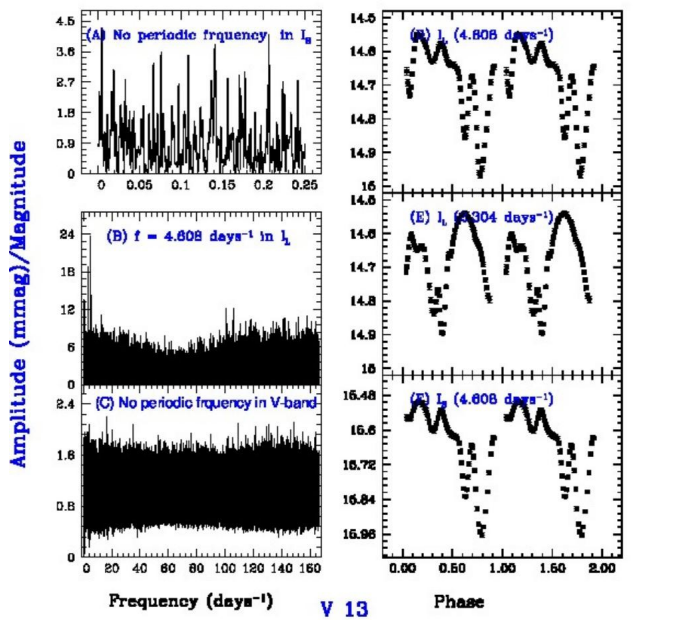 Amplitude (mmag)/Magnitude
(A) No periodic frquency in I
4.5
3.6
2.7
1.8
0.9
0
0 0.05 0.1 0.15 0.2 0.25
(B) f = 4.608 days⁻¹ in I_L
24
18
12
6
0
(C) No periodic frquency in V-band
2.4
1.6
0.8
0
0 20 40 60 80 100 120 140 160
Frequency (days⁻¹)
I_L (4.608 days⁻¹)
14.5
14.6
14.7
14.8
14.9
15
(E) I_L
14.6
14.8
14.9
(4.608 days⁻¹)
16.48
16.6
16.72
16.84
16.96
0.00 0.50 1.00 1.50 2.00
Phase
V 13